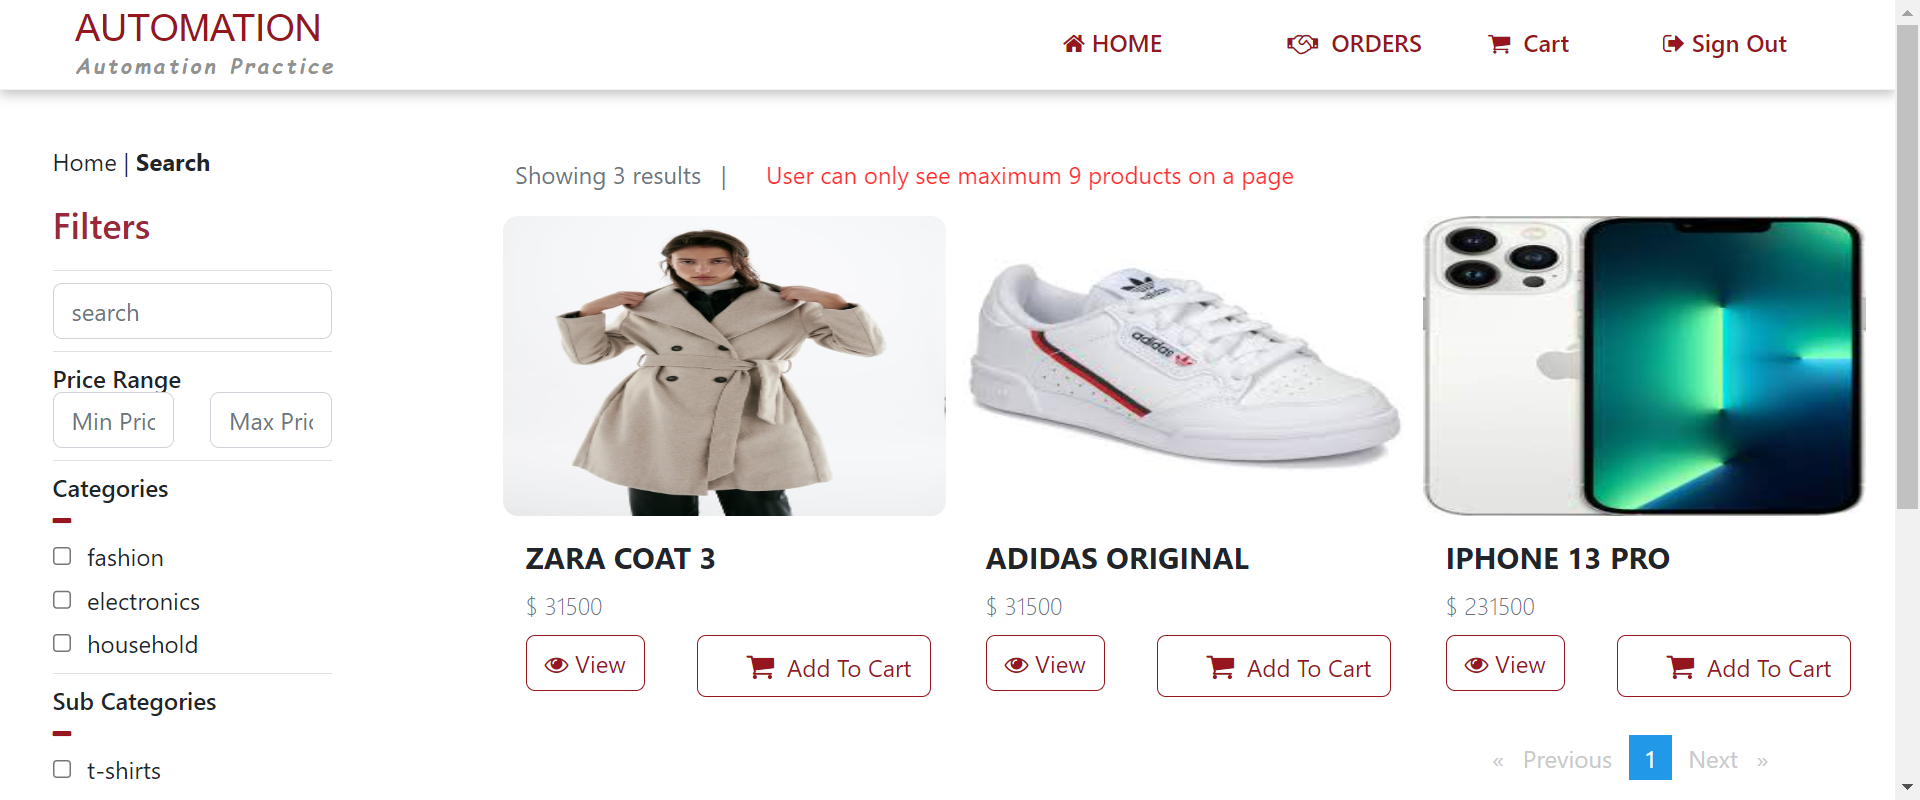 AUTOMATION
Automation Practice
HOME
ORDERS
Cart
Sign Out
Home | Search
Showing 3 results |
User can only see maximum 9 products on a page
Filters
search
Price Range
Min Pric
Max Pric
Categories
fashion
electronics
household
Sub Categories
t-shirts
adidas
adidas
ZARA COAT 3
$ 31500
View
Add To Cart
ADIDAS ORIGINAL
$ 31500
View
Add To Cart
IPHONE 13 PRO
$ 231500
View
Add To Cart
« Previous 1 Next »